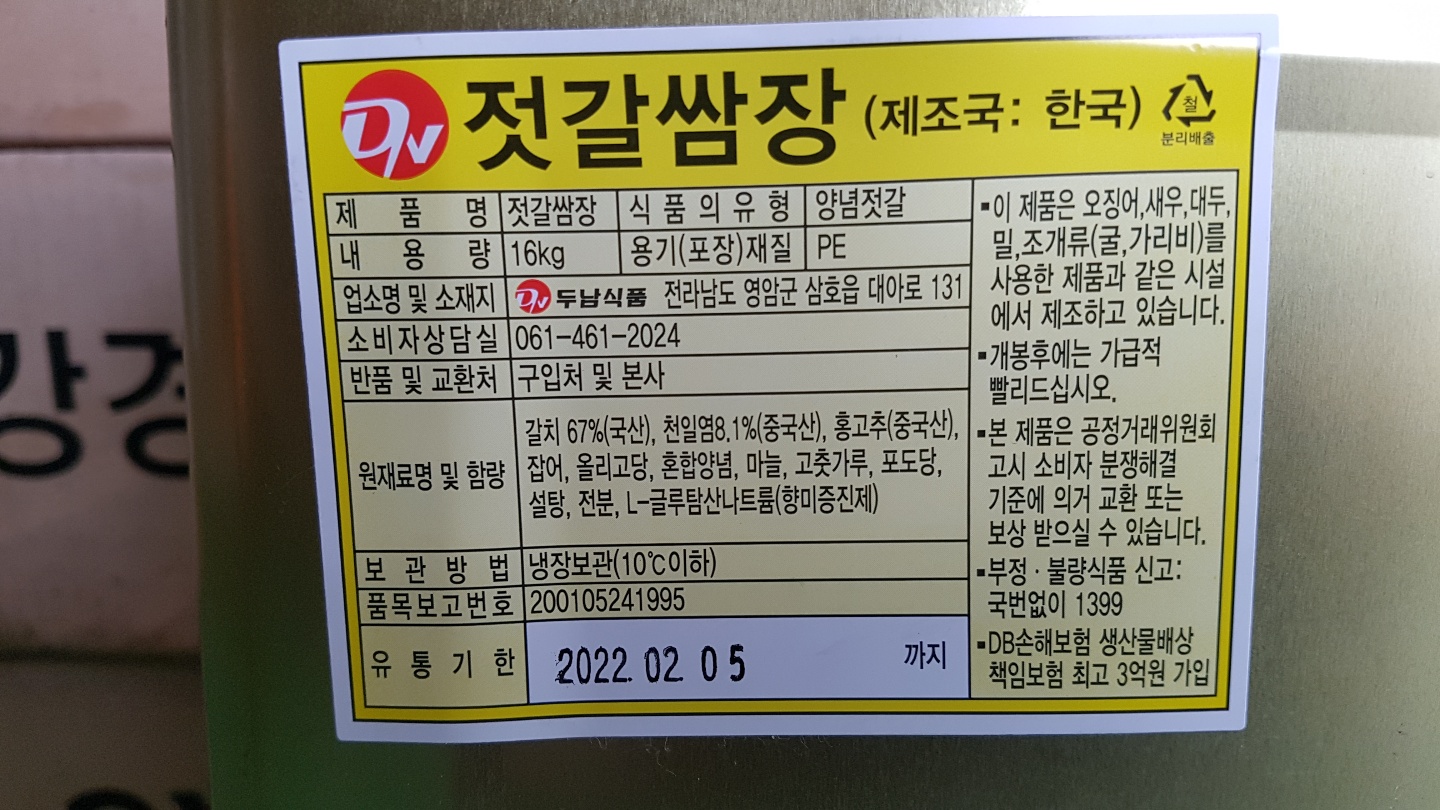 DN 젓갈쌈장 (제조국: 한국) 철
분리배출
제 품 명 젓갈쌈장 식 품 의 유 형 양념젓갈
내 용 량 16kg 용기(포장)재질 PE
업소명 및 소재지 DN 두남식품 전라남도 영암군 삼호읍 대아로 131
소비자상담실 061-461-2024
반품 및 교환처 구입처 및 본사
원재료명 및 함량
갈치 67%(국산), 천일염8.1%(중국산), 홍고추(중국산),
잡어, 올리고당, 혼합양념, 마늘, 고춧가루, 포도당,
설탕, 전분, L-글루탐산나트륨(향미증진제)
보 관 방 법 냉장보관(10℃이하)
품목보고번호 200105241995
유 통 기 한 2022. 02. 05 까지
▪이 제품은 오징어,새우,대두,
밀,조개류(굴,가리비)를
사용한 제품과 같은 시설
에서 제조하고 있습니다.
▪개봉후에는 가급적
빨리드십시오.
▪본 제품은 공정거래위원회
고시 소비자 분쟁해결
기준에 의거 교환 또는
보상 받으실 수 있습니다.
▪부정·불량식품 신고:
국번없이 1399
▪DB손해보험 생산물배상
책임보험 최고 3억원 가입
강경